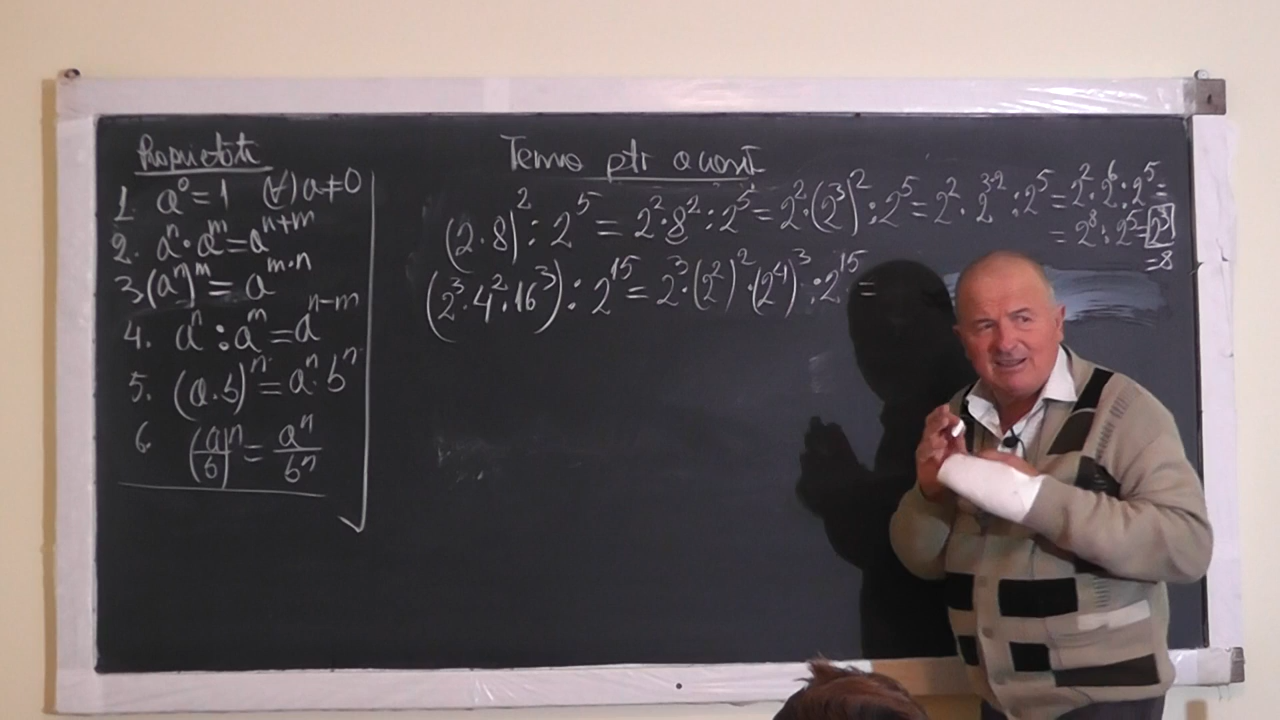 Proprietăți
1. a⁰ = 1 (∀) a ≠ 0
2. aⁿ · aᵐ = aⁿ⁺ᵐ
3. (aⁿ)ᵐ = aᵐ·ⁿ
4. aⁿ : aᵐ = aⁿ⁻ᵐ
5. (a·b)ⁿ = aⁿ · bⁿ
6. (a/b)ⁿ = aⁿ/bⁿ
Tema ptr acasă
(2·8)² : 2⁵ = 2²·8² : 2⁵ = 2²·(2³)² : 2⁵ = 2² · 2³·² : 2⁵ = 2² · 2⁶ : 2⁵ =
= 2⁸ : 2⁵ = 2³
= 8
(2³·4²·16³) : 2¹⁵ = 2³·(2²)²·(2⁴)³ : 2¹⁵ =